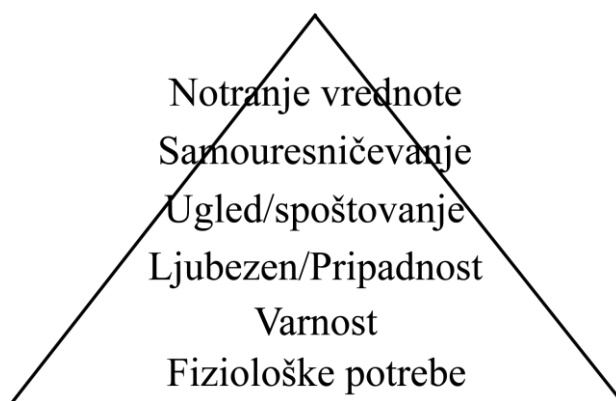 Notranje vrednote
Samouresničevanje
Ugled/spoštovanje
Ljubezen/Pripadnost
Varnost
Fiziološke potrebe